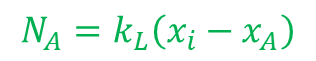 N_A = k_L(x_i − x_A)